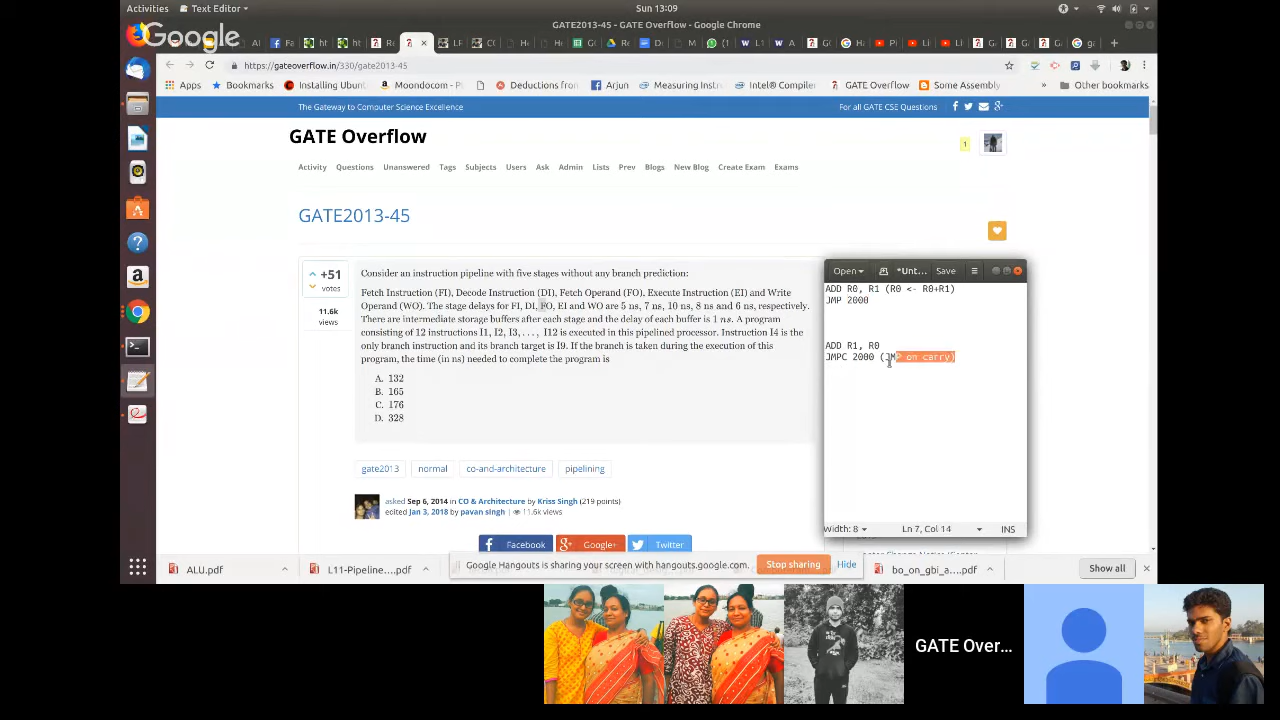 Activities
Text Editor
Sun 13:09
Google
GATE2013-45 - GATE Overflow - Google Chrome
https://gateoverflow.in/330/gate2013-45
Apps
Bookmarks
Installing Ubunt
Moondocom - P
Deductions from
Arjun
Measuring Instr
Intel® Compiler
GATE Overflow
Some Assembly
»
Other bookmarks
The Gateway to Computer Science Excellence
For all GATE CSE Questions
GATE Overflow
1
Activity Questions Unanswered Tags Subjects Users Ask Admin Lists Prev Blogs New Blog Create Exam Exams
GATE2013-45
+51
votes
11.6k
views
Consider an instruction pipeline with five stages without any branch prediction:
Fetch Instruction (FI), Decode Instruction (DI), Fetch Operand (FO), Execute Instruction (EI) and Write
Operand (WO). The stage delays for FI, DI, FO, EI and WO are 5 ns, 7 ns, 10 ns, 8 ns and 6 ns, respectively.
There are intermediate storage buffers after each stage and the delay of each buffer is 1 ns. A program
consisting of 12 instructions I1, I2, I3, . . . , I12 is executed in this pipelined processor. Instruction I4 is the
only branch instruction and its branch target is I9. If the branch is taken during the execution of this
program, the time (in ns) needed to complete the program is
A. 132
B. 165
C. 176
D. 328
gate2013 normal co-and-architecture pipelining
asked Sep 6, 2014 in CO & Architecture by Kriss Singh (219 points)
edited Jan 3, 2018 by pavan singh | 11.6k views
Facebook
Google+
Twitter
Open
*Unt...
Save
ADD R0, R1 (R0 <- R0+R1)
JMP 2000
ADD R1, R0
JMPC 2000 (JMP on carry)
Width: 8
Ln 7, Col 14
INS
Google Hangouts is sharing your screen with hangouts.google.com.
Stop sharing
Hide
ALU.pdf
L11-Pipeline....pdf
bo_on_gbi_a....pdf
Show all
GATE Over...